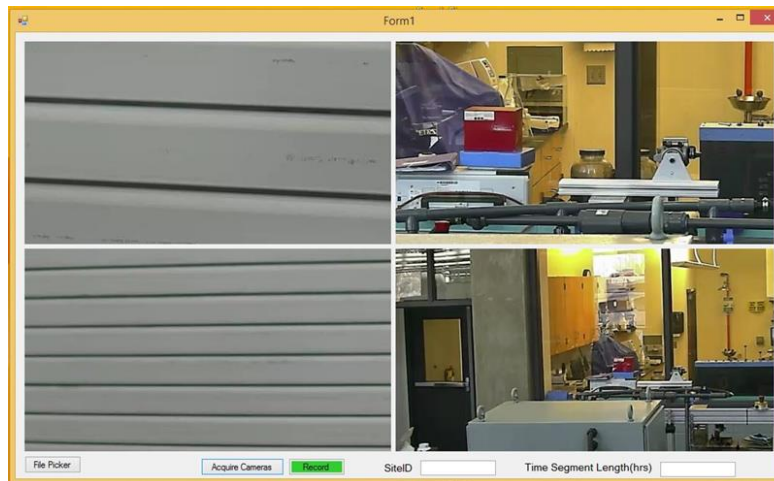 Form1
File Picker
Acquire Cameras
Record
SiteID
Time Segment Length(hrs)